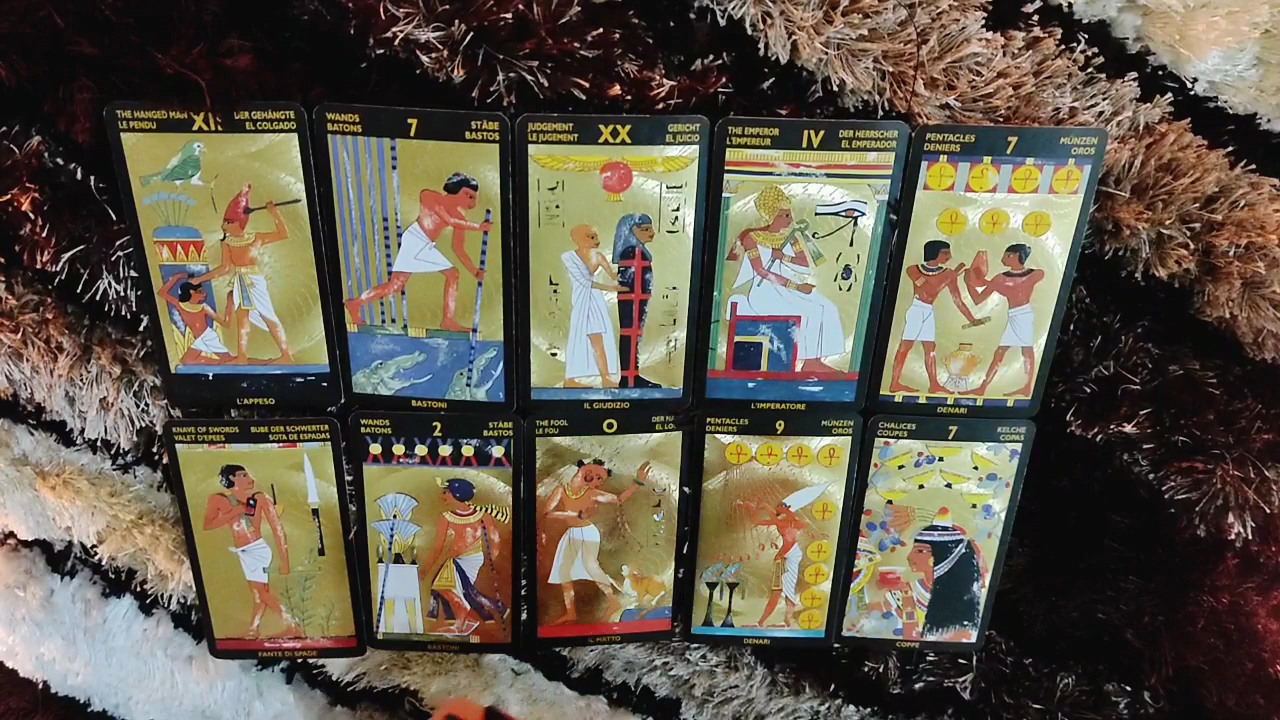 THE HANGED MAN XII DER GEHÄNGTE
LE PENDU EL COLGADO
L'APPESO
WANDS 7 STÄBE
BATONS BASTOS
BASTONI
JUDGEMENT XX GERICHT
LE JUGEMENT EL JUICIO
IL GIUDIZIO
THE EMPEROR IV DER HERRSCHER
L'EMPEREUR EL EMPERADOR
L'IMPERATORE
PENTACLES 7 MÜNZEN
DENIERS OROS
DENARI
KNAVE OF SWORDS BUBE DER SCHWERTER
VALET D'EPEES SOTA DE ESPADAS
FANTE DI SPADE
WANDS 2 STÄBE
BATONS BASTOS
BASTONI
THE FOOL 0 DER
LE FOU EL
IL MATTO
PENTACLES 9 MÜNZEN
DENIERS OROS
DENARI
CHALICES 7 KELCHE
COUPES COPAS
COPPE